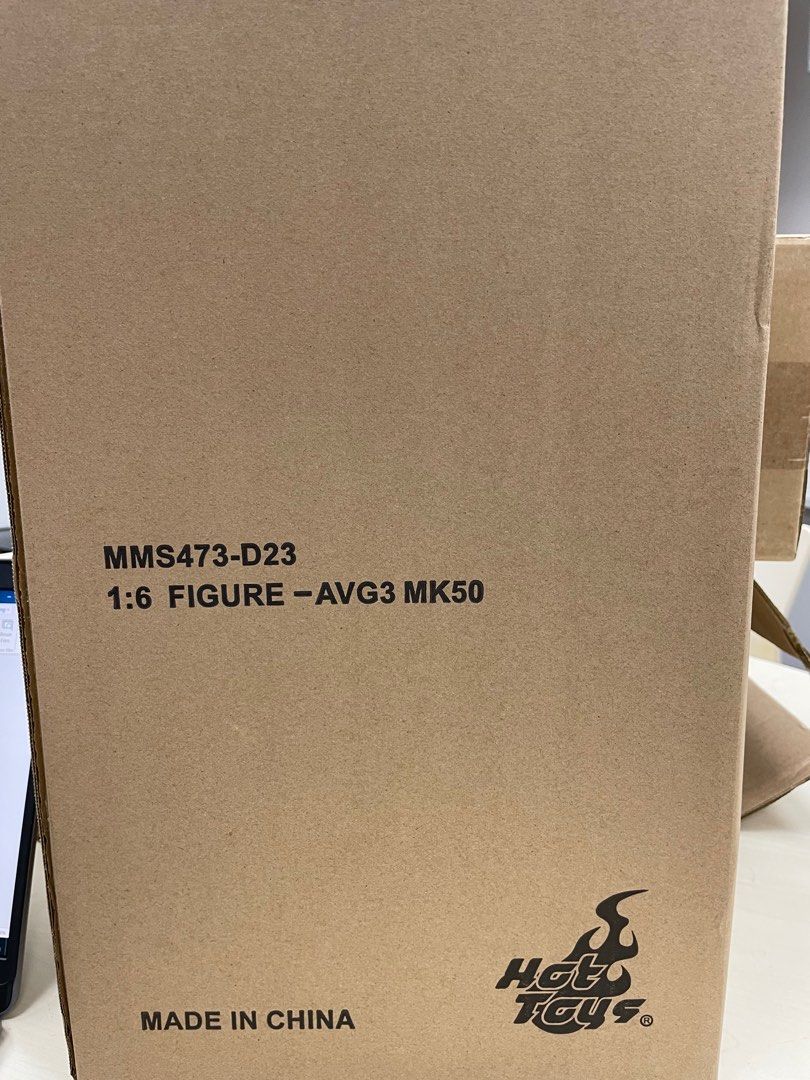 MMS473-D23
1:6 FIGURE -AVG3 MK50
Hot
Toys®
MADE IN CHINA